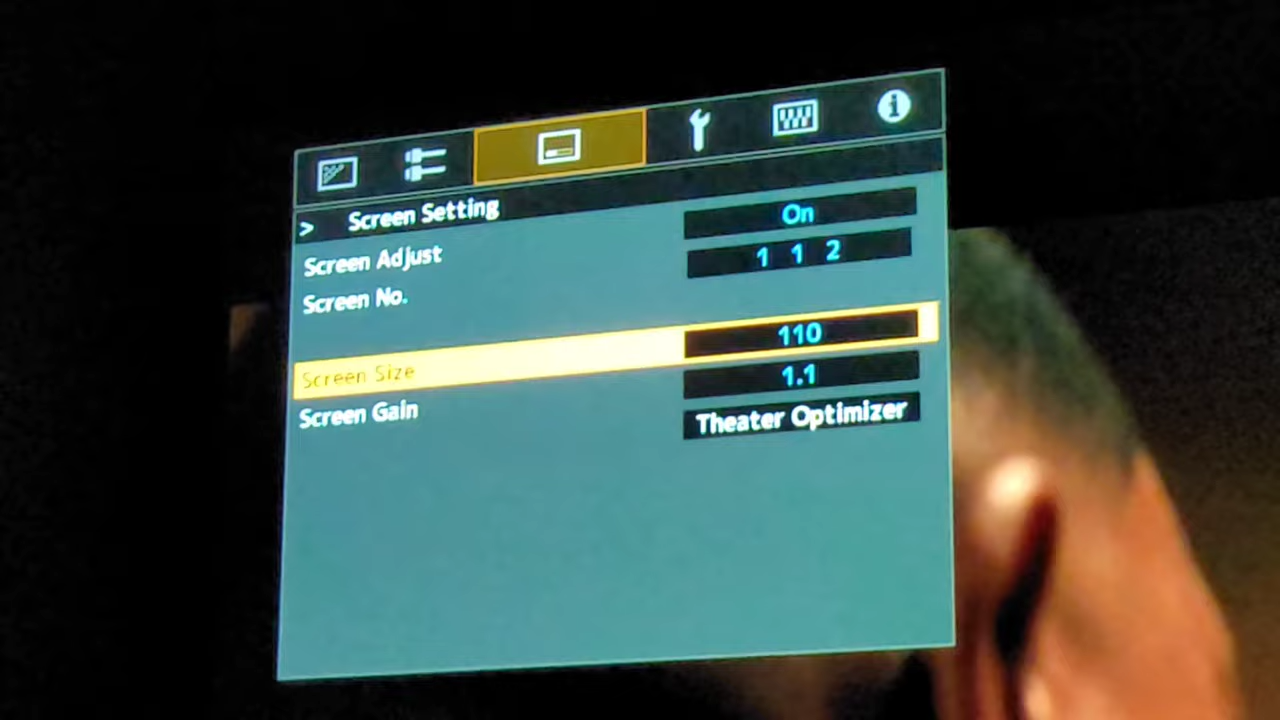 > Screen Setting
Screen Adjust On
Screen No. 1 1 2
Screen Size 110
Screen Gain 1.1
Theater Optimizer